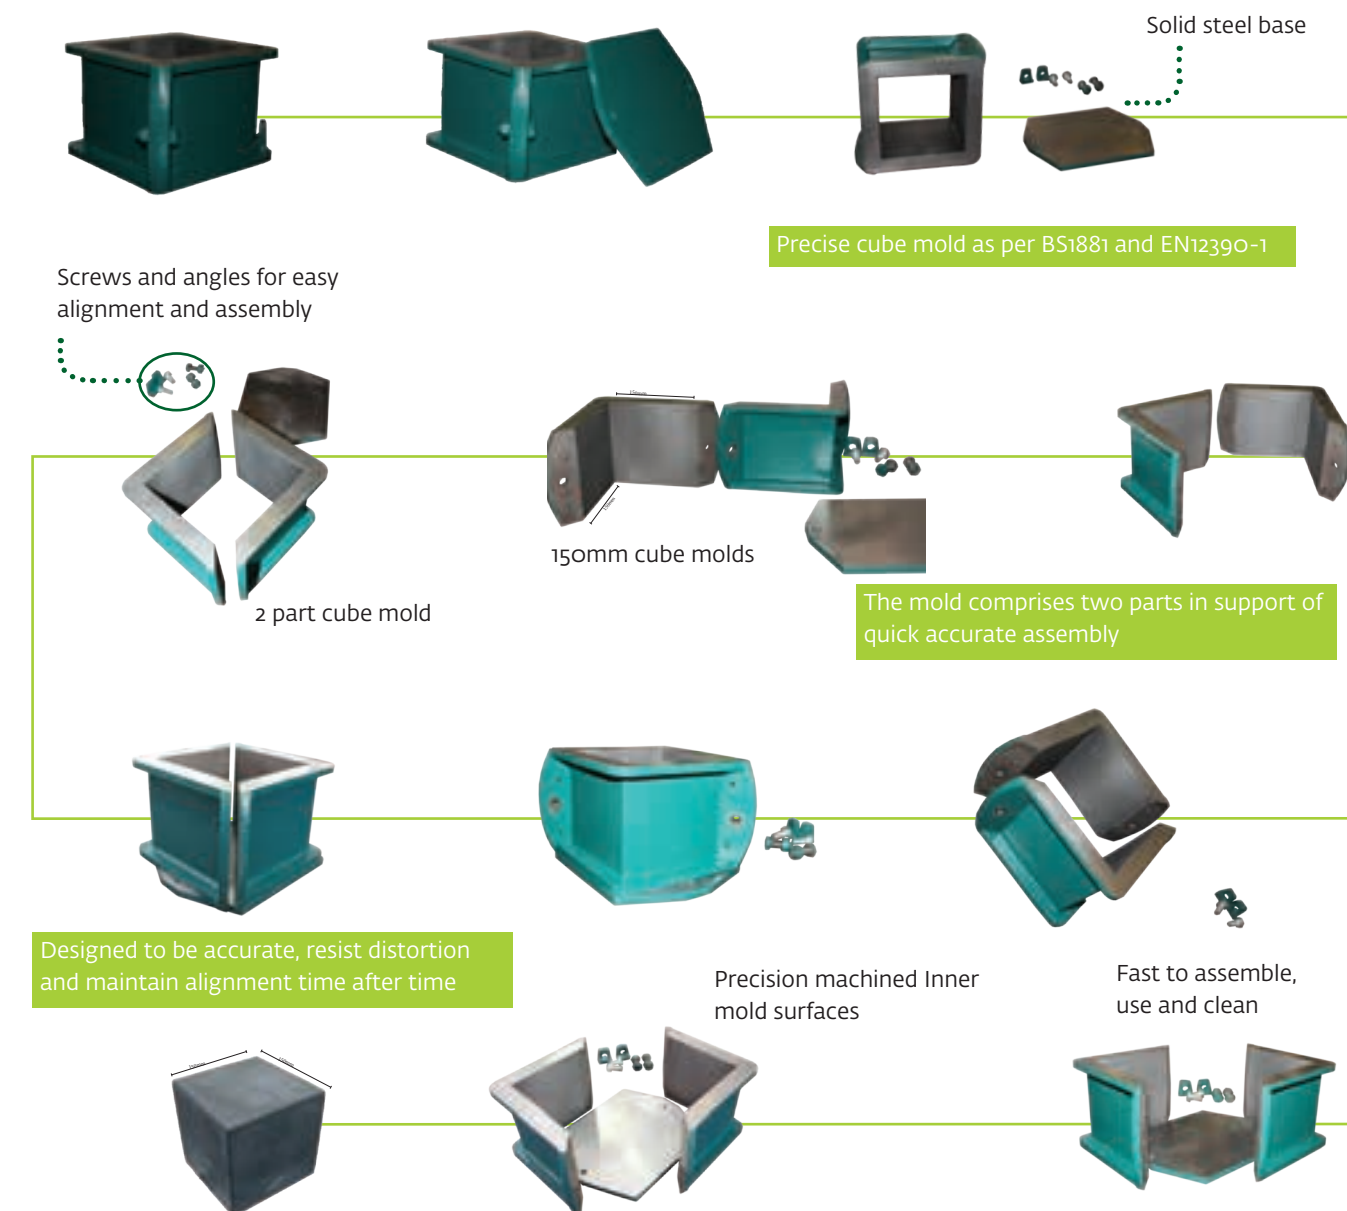 Solid steel base
Precise cube mold as per BS1881 and EN12390-1
Screws and angles for easy
alignment and assembly
150mm
150mm
150mm cube molds
2 part cube mold
The mold comprises two parts in support of
quick accurate assembly
Designed to be accurate, resist distortion
and maintain alignment time after time
Precision machined Inner
mold surfaces
Fast to assemble,
use and clean